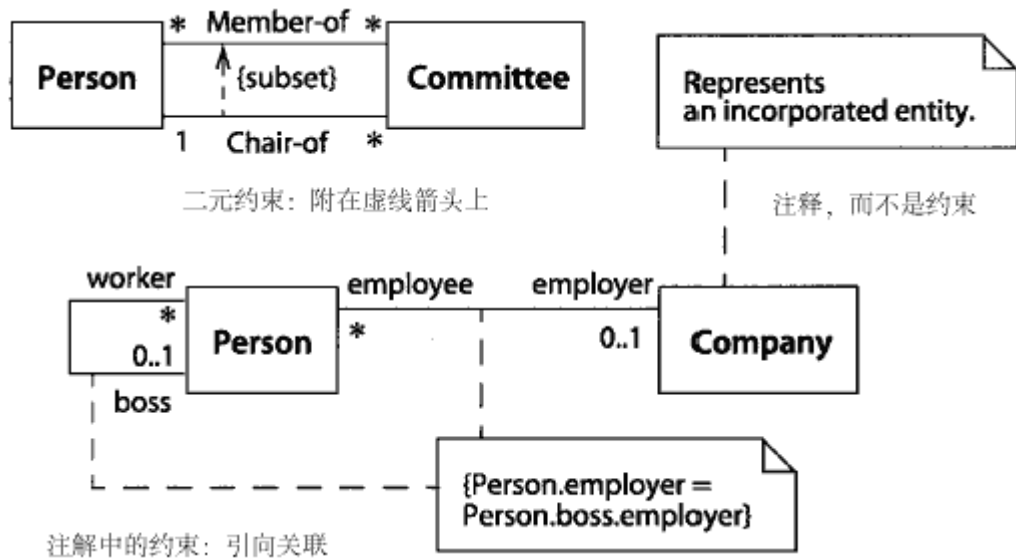 * Member-of *
Person
{subset}
Committee
1 Chair-of *
二元约束：附在虚线箭头上
Represents
an incorporated entity.
注释，而不是约束
worker
*
0..1
boss
Person
employee
*
employer
0..1
Company
{Person.employer =
Person.boss.employer}
注解中的约束：引向关联